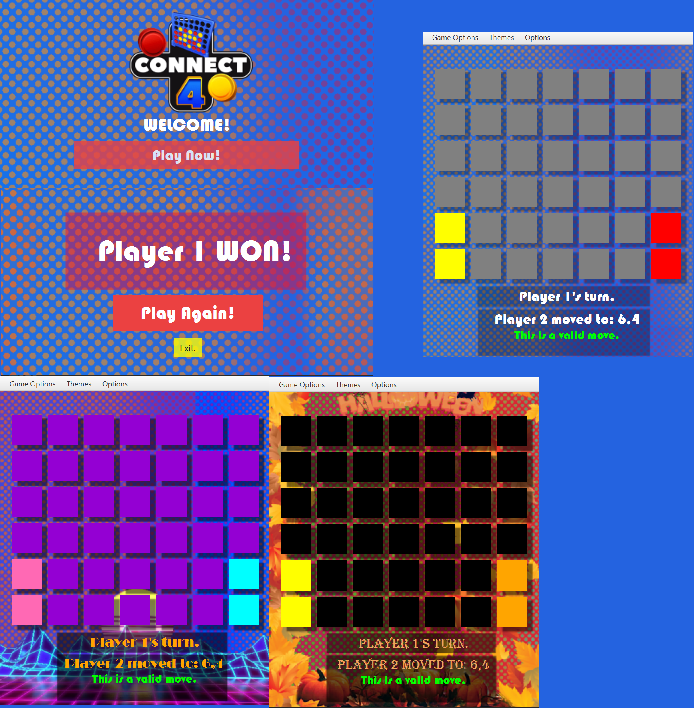 CONNECT
4
WELCOME!
Play Now!
Player 1 WON!
Play Again!
Exit.
Game Options Themes Options
Player 1's turn.
Player 2 moved to: 6,4
This is a valid move.
Game Options Themes Options
Player 1's turn.
Player 2 moved to: 6,4
This is a valid move.
Game Options Themes Options
HALLOWEEN
PLAYER 1'S TURN.
PLAYER 2 MOVED TO: 6,4
This is a valid move.